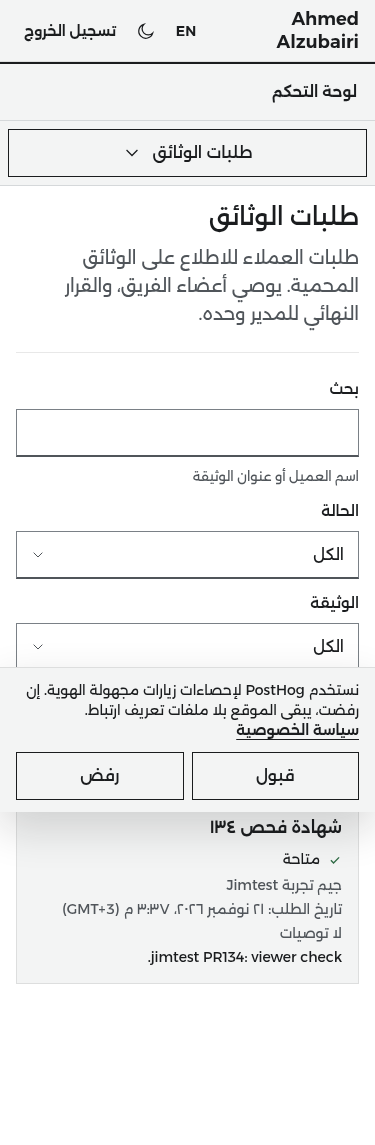 Ahmed
Alzubairi
EN
تسجيل الخروج
لوحة التحكم
طلبات الوثائق
طلبات الوثائق
طلبات العملاء للاطلاع على الوثائق
المحمية. يوصي أعضاء الفريق، والقرار
النهائي للمدير وحده.
بحث
اسم العميل أو عنوان الوثيقة
الحالة
الكل
الوثيقة
الكل
نستخدم PostHog لإحصاءات زيارات مجهولة الهوية. إن
رفضت، يبقى الموقع بلا ملفات تعريف ارتباط.
سياسة الخصوصية
قبول
رفض
شهادة فحص ١٣٤
متاحة
جيم تجربة Jimtest
تاريخ الطلب: ٢١ نوفمبر ٢٠٢٦، ٣:٣٧ م (GMT+3)
لا توصيات
jimtest PR134: viewer check.